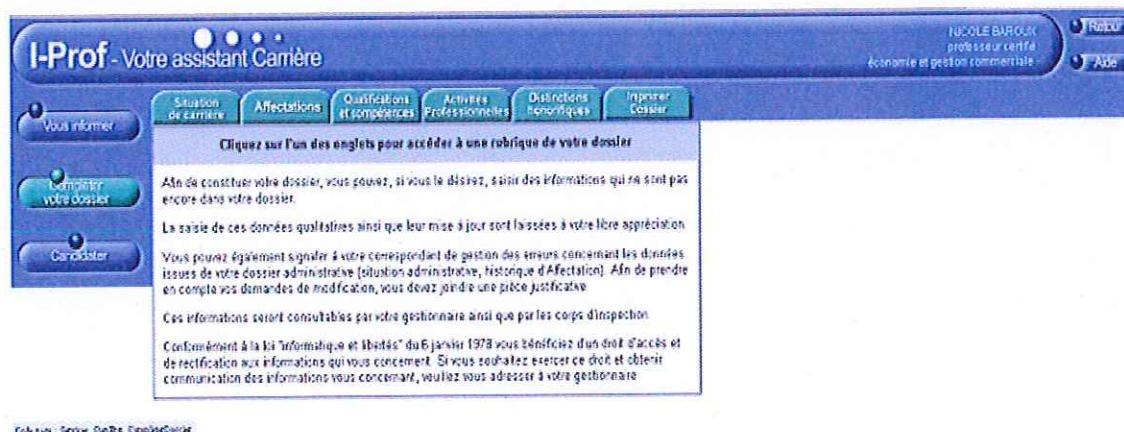 I-Prof - Votre assistant Carrière
NICOLE BAROUX
professeur certifié
économie et gestion commerciale -
Retour
Aide
Vous informer
Compléter
votre dossier
Candidater
Situation
de carrière
Affectations
Qualifications
et compétences
Activités
Professionnelles
Distinctions
honorifiques
Imprimer
Dossier
Cliquez sur l'un des onglets pour accéder à une rubrique de votre dossier
Afin de constituer votre dossier, vous pouvez, si vous le désirez, saisir des informations qui ne sont pas
encore dans votre dossier.
La saisie de ces données qualitatives ainsi que leur mise à jour sont laissées à votre libre appréciation
Vous pouvez également signaler à votre correspondant de gestion des erreurs concernant les données
issues de votre dossier administrative (situation administrative, historique d'Affectation). Afin de prendre
en compte vos demandes de modification, vous devez joindre une pièce justificative
Ces informations seront consultables par votre gestionnaire ainsi que par les corps d'inspection
Conformément à la loi "informatique et libertés" du 6 janvier 1978 vous bénéficiez d'un droit d'accès et
de rectification aux informations qui vous concernent. Si vous souhaitez exercer ce droit et obtenir
communication des informations vous concernant, veuillez vous adresser à votre gestionnaire